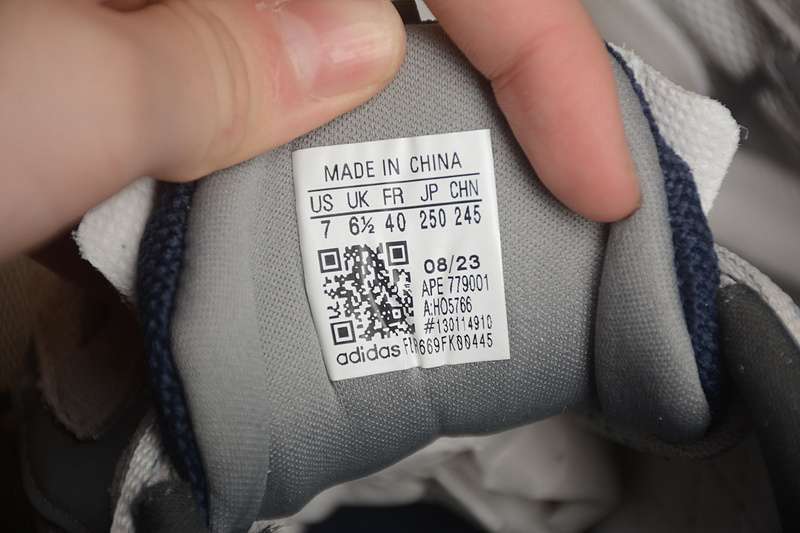 MADE IN CHINA
US UK FR JP CHN
7 6½ 40 250 245
08/23
APE 779001
A:HO5766
#130114910
adidas